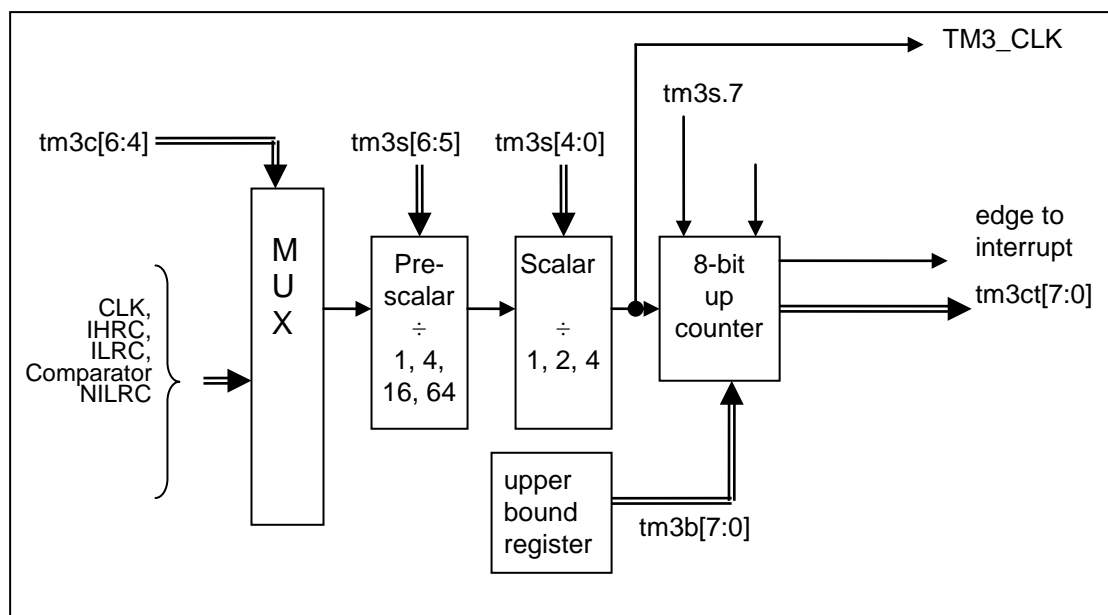 TM3_CLK
tm3s.7
tm3c[6:4]
tm3s[6:5]
tm3s[4:0]
M
U
X
Pre-
scalar
÷
1, 4,
16, 64
Scalar
÷
1, 2, 4
8-bit
up
counter
edge to
interrupt
tm3ct[7:0]
CLK,
IHRC,
ILRC,
Comparator
NILRC
upper
bound
register
tm3b[7:0]